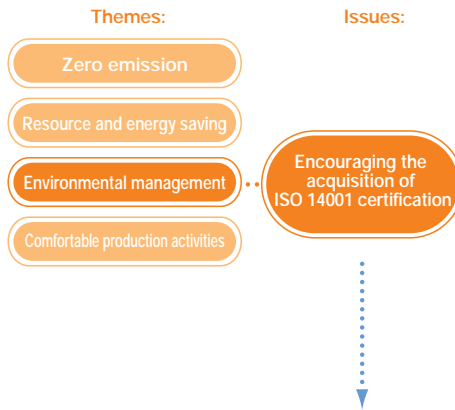 Themes:
Issues:
Zero emission
Resource and energy saving
Environmental management
Encouraging the
acquisition of
ISO 14001 certification
Comfortable production activities